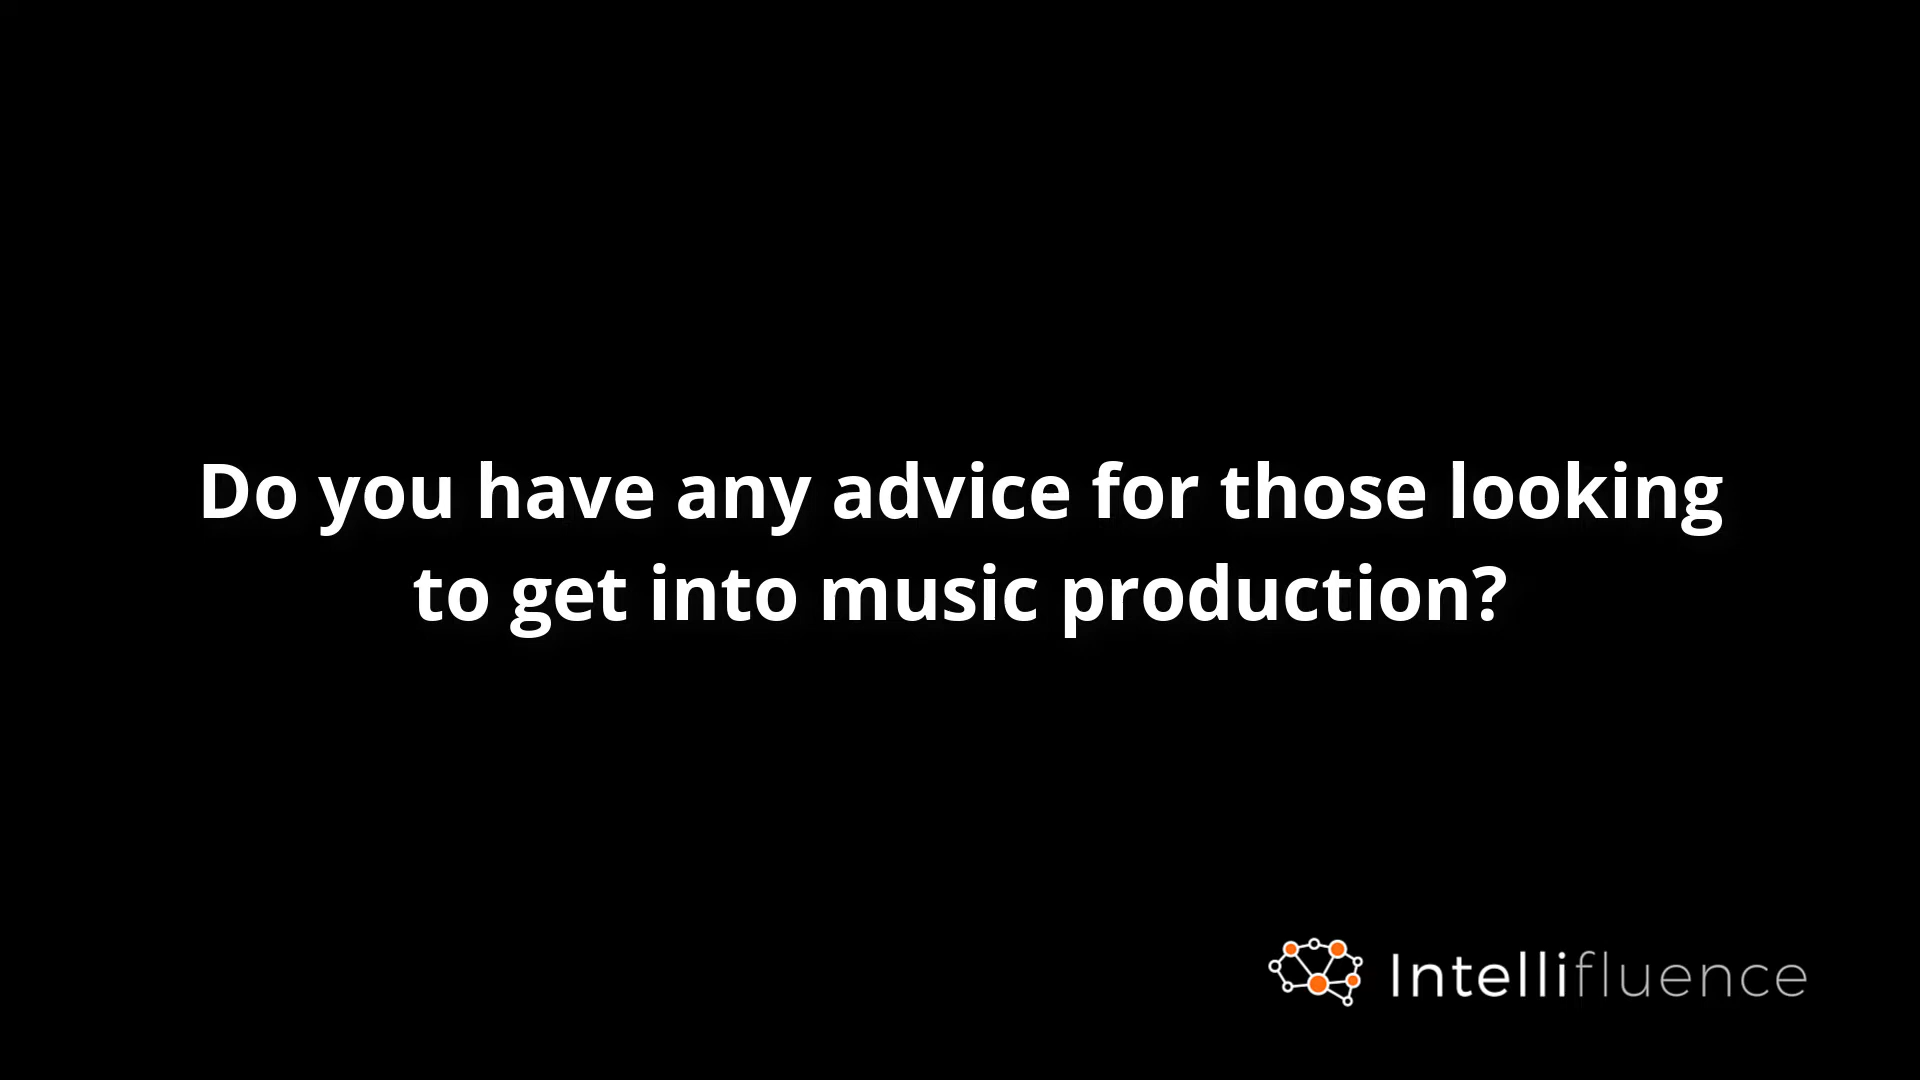 Do you have any advice for those looking
to get into music production?
Intellifluence